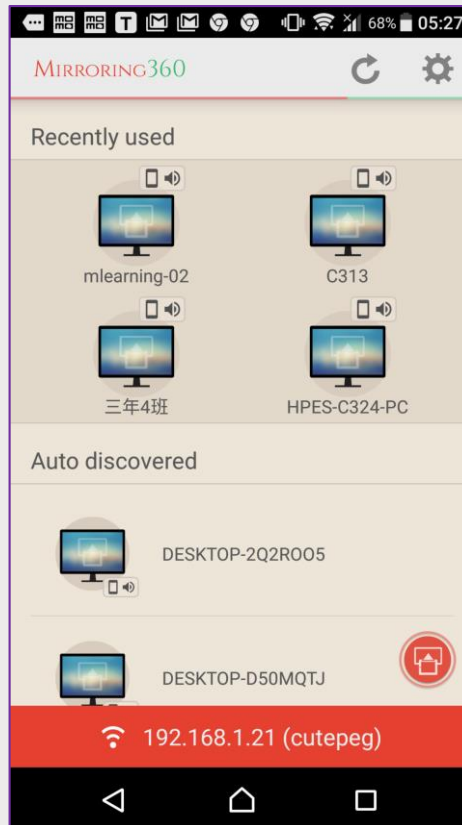 68% 05:27
MIRRORING360
Recently used
mlearning-02
C313
三年4班
HPES-C324-PC
Auto discovered
DESKTOP-2Q2ROO5
DESKTOP-D50MQTJ
192.168.1.21 (cutepeg)